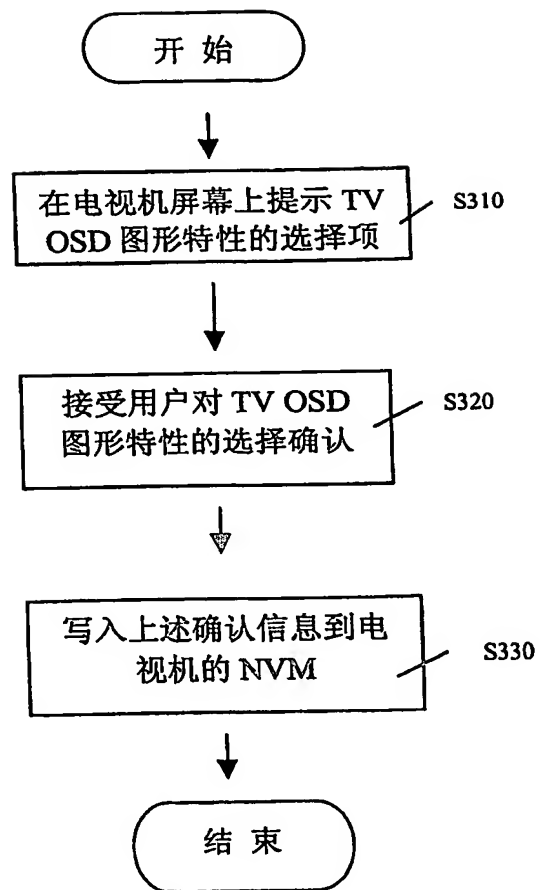 开 始
在电视机屏幕上提示 TV
OSD 图形特性的选择项
S310
接受用户对 TV OSD
图形特性的选择确认
S320
写入上述确认信息到电
视机的 NVM
S330
结 束